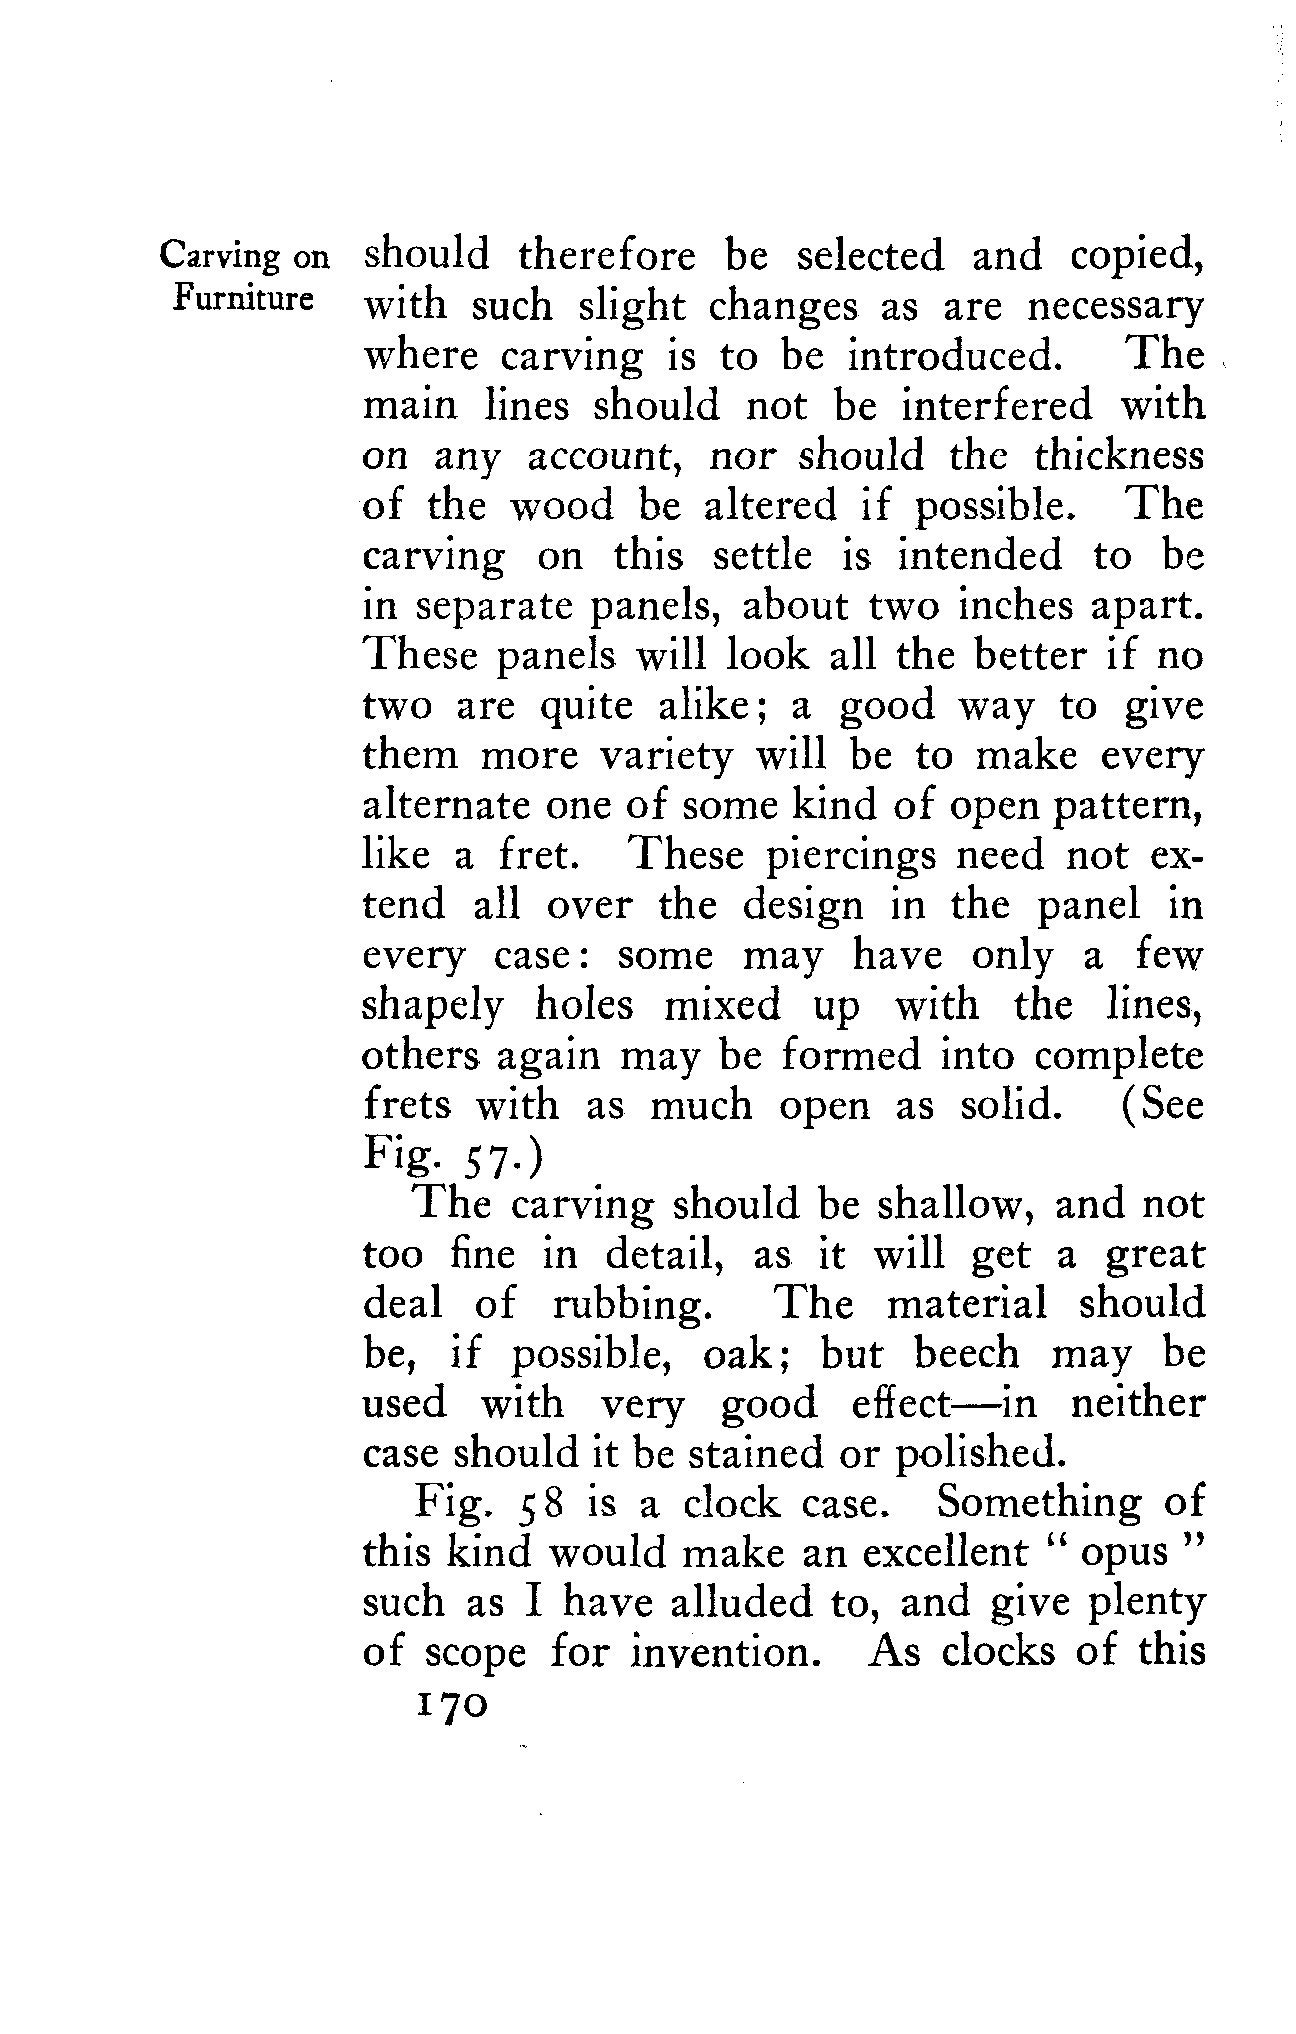 Carving on
Furniture
should therefore be selected and copied,
with such slight changes as are necessary
where carving is to be introduced. The
main lines should not be interfered with
on any account, nor should the thickness
of the wood be altered if possible. The
carving on this settle is intended to be
in separate panels, about two inches apart.
These panels will look all the better if no
two are quite alike; a good way to give
them more variety will be to make every
alternate one of some kind of open pattern,
like a fret. These piercings need not ex-
tend all over the design in the panel in
every case: some may have only a few
shapely holes mixed up with the lines,
others again may be formed into complete
frets with as much open as solid. (See
Fig. 57.)
The carving should be shallow, and not
too fine in detail, as it will get a great
deal of rubbing. The material should
be, if possible, oak; but beech may be
used with very good effect—in neither
case should it be stained or polished.
Fig. 58 is a clock case. Something of
this kind would make an excellent “ opus ”
such as I have alluded to, and give plenty
of scope for invention. As clocks of this
170